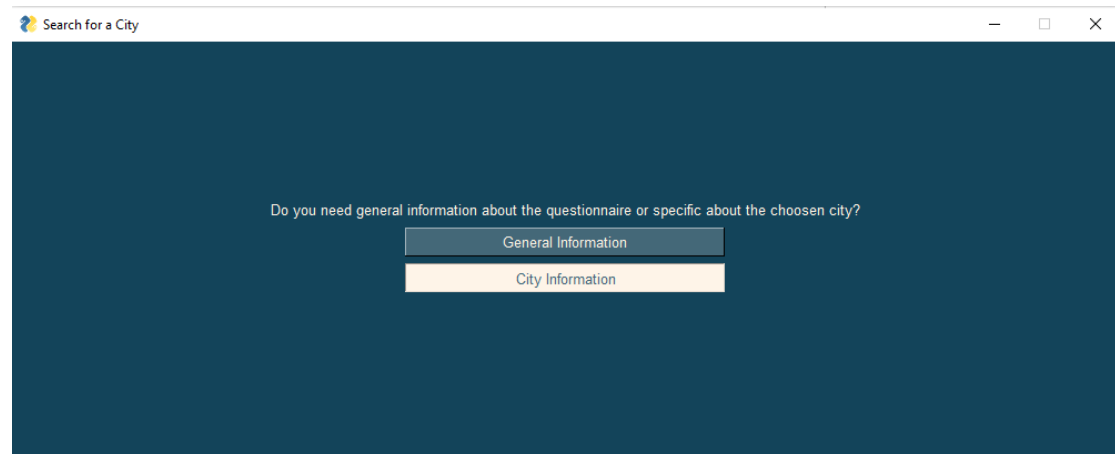 Search for a City
Do you need general information about the questionnaire or specific about the choosen city?
General Information
City Information